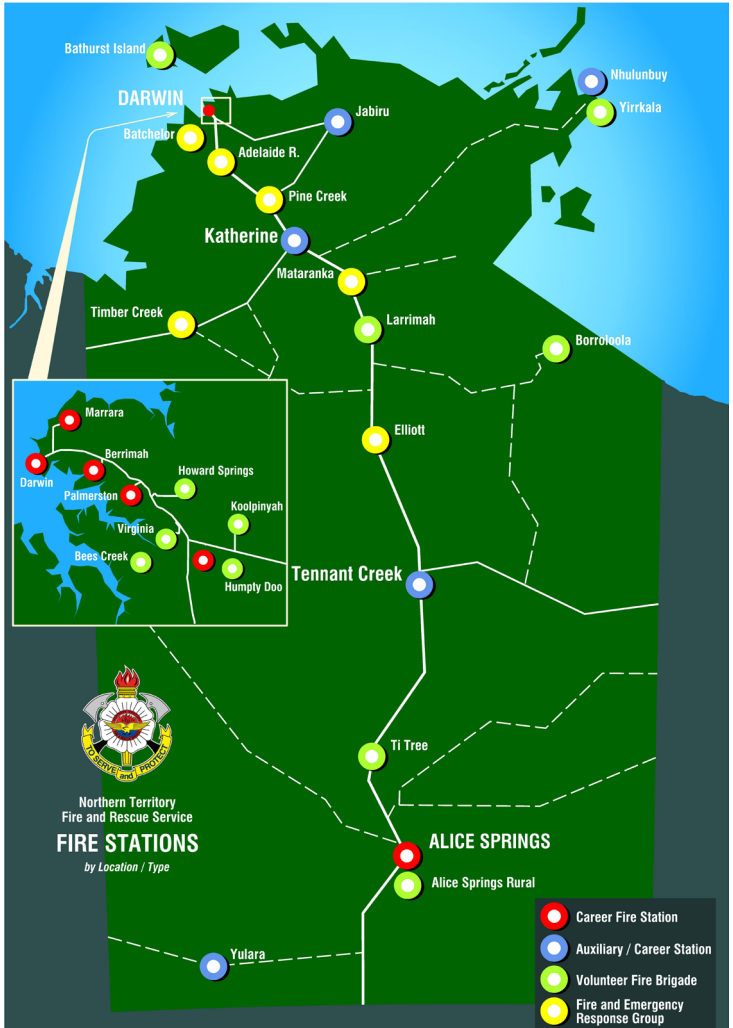 Bathurst Island
Nhulunbuy
DARWIN
Jabiru
Yirrkala
Batchelor
Adelaide R.
Pine Creek
Katherine
Mataranka
Timber Creek
Larrimah
Borroloola
Elliott
Marrara
Berrimah
Darwin
Howard Springs
Palmerston
Koolpinyah
Virginia
Bees Creek
Humpty Doo
Tennant Creek
TO SERVE and PROTECT
Ti Tree
Northern Territory
Fire and Rescue Service
FIRE STATIONS
by Location / Type
ALICE SPRINGS
Alice Springs Rural
Yulara
Career Fire Station
Auxiliary / Career Station
Volunteer Fire Brigade
Fire and Emergency
Response Group